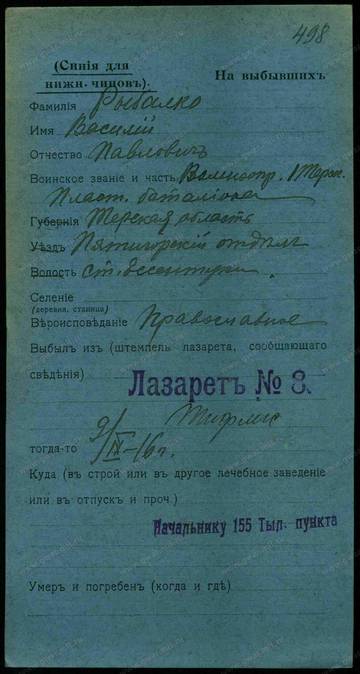 498
(Синія для
нижн. чиновъ).
На выбывшихъ
Фамилія Рыбалко
Имя Василій
Отчество Павловичъ
Воинское званіе и часть 1 Терск.
Пласт. баталіона
Губернія Терская область
Уѣздъ Пятигорскій отдѣлъ
Волость ст. Ессентуки.
Селеніе
(деревня, станица)
Вѣроисповѣданіе Православное
Выбылъ изъ (штемпель лазарета, сообщающаго
свѣдѣнія)
Лазаретъ № 8.
Тифлис
тогда-то 9/IX-16 г.
Куда (въ строй или въ другое лечебное заведеніе
или въ отпускъ и проч.)
Начальнику 155 Тыл. пункта
Умеръ и погребенъ (когда и гдѣ)